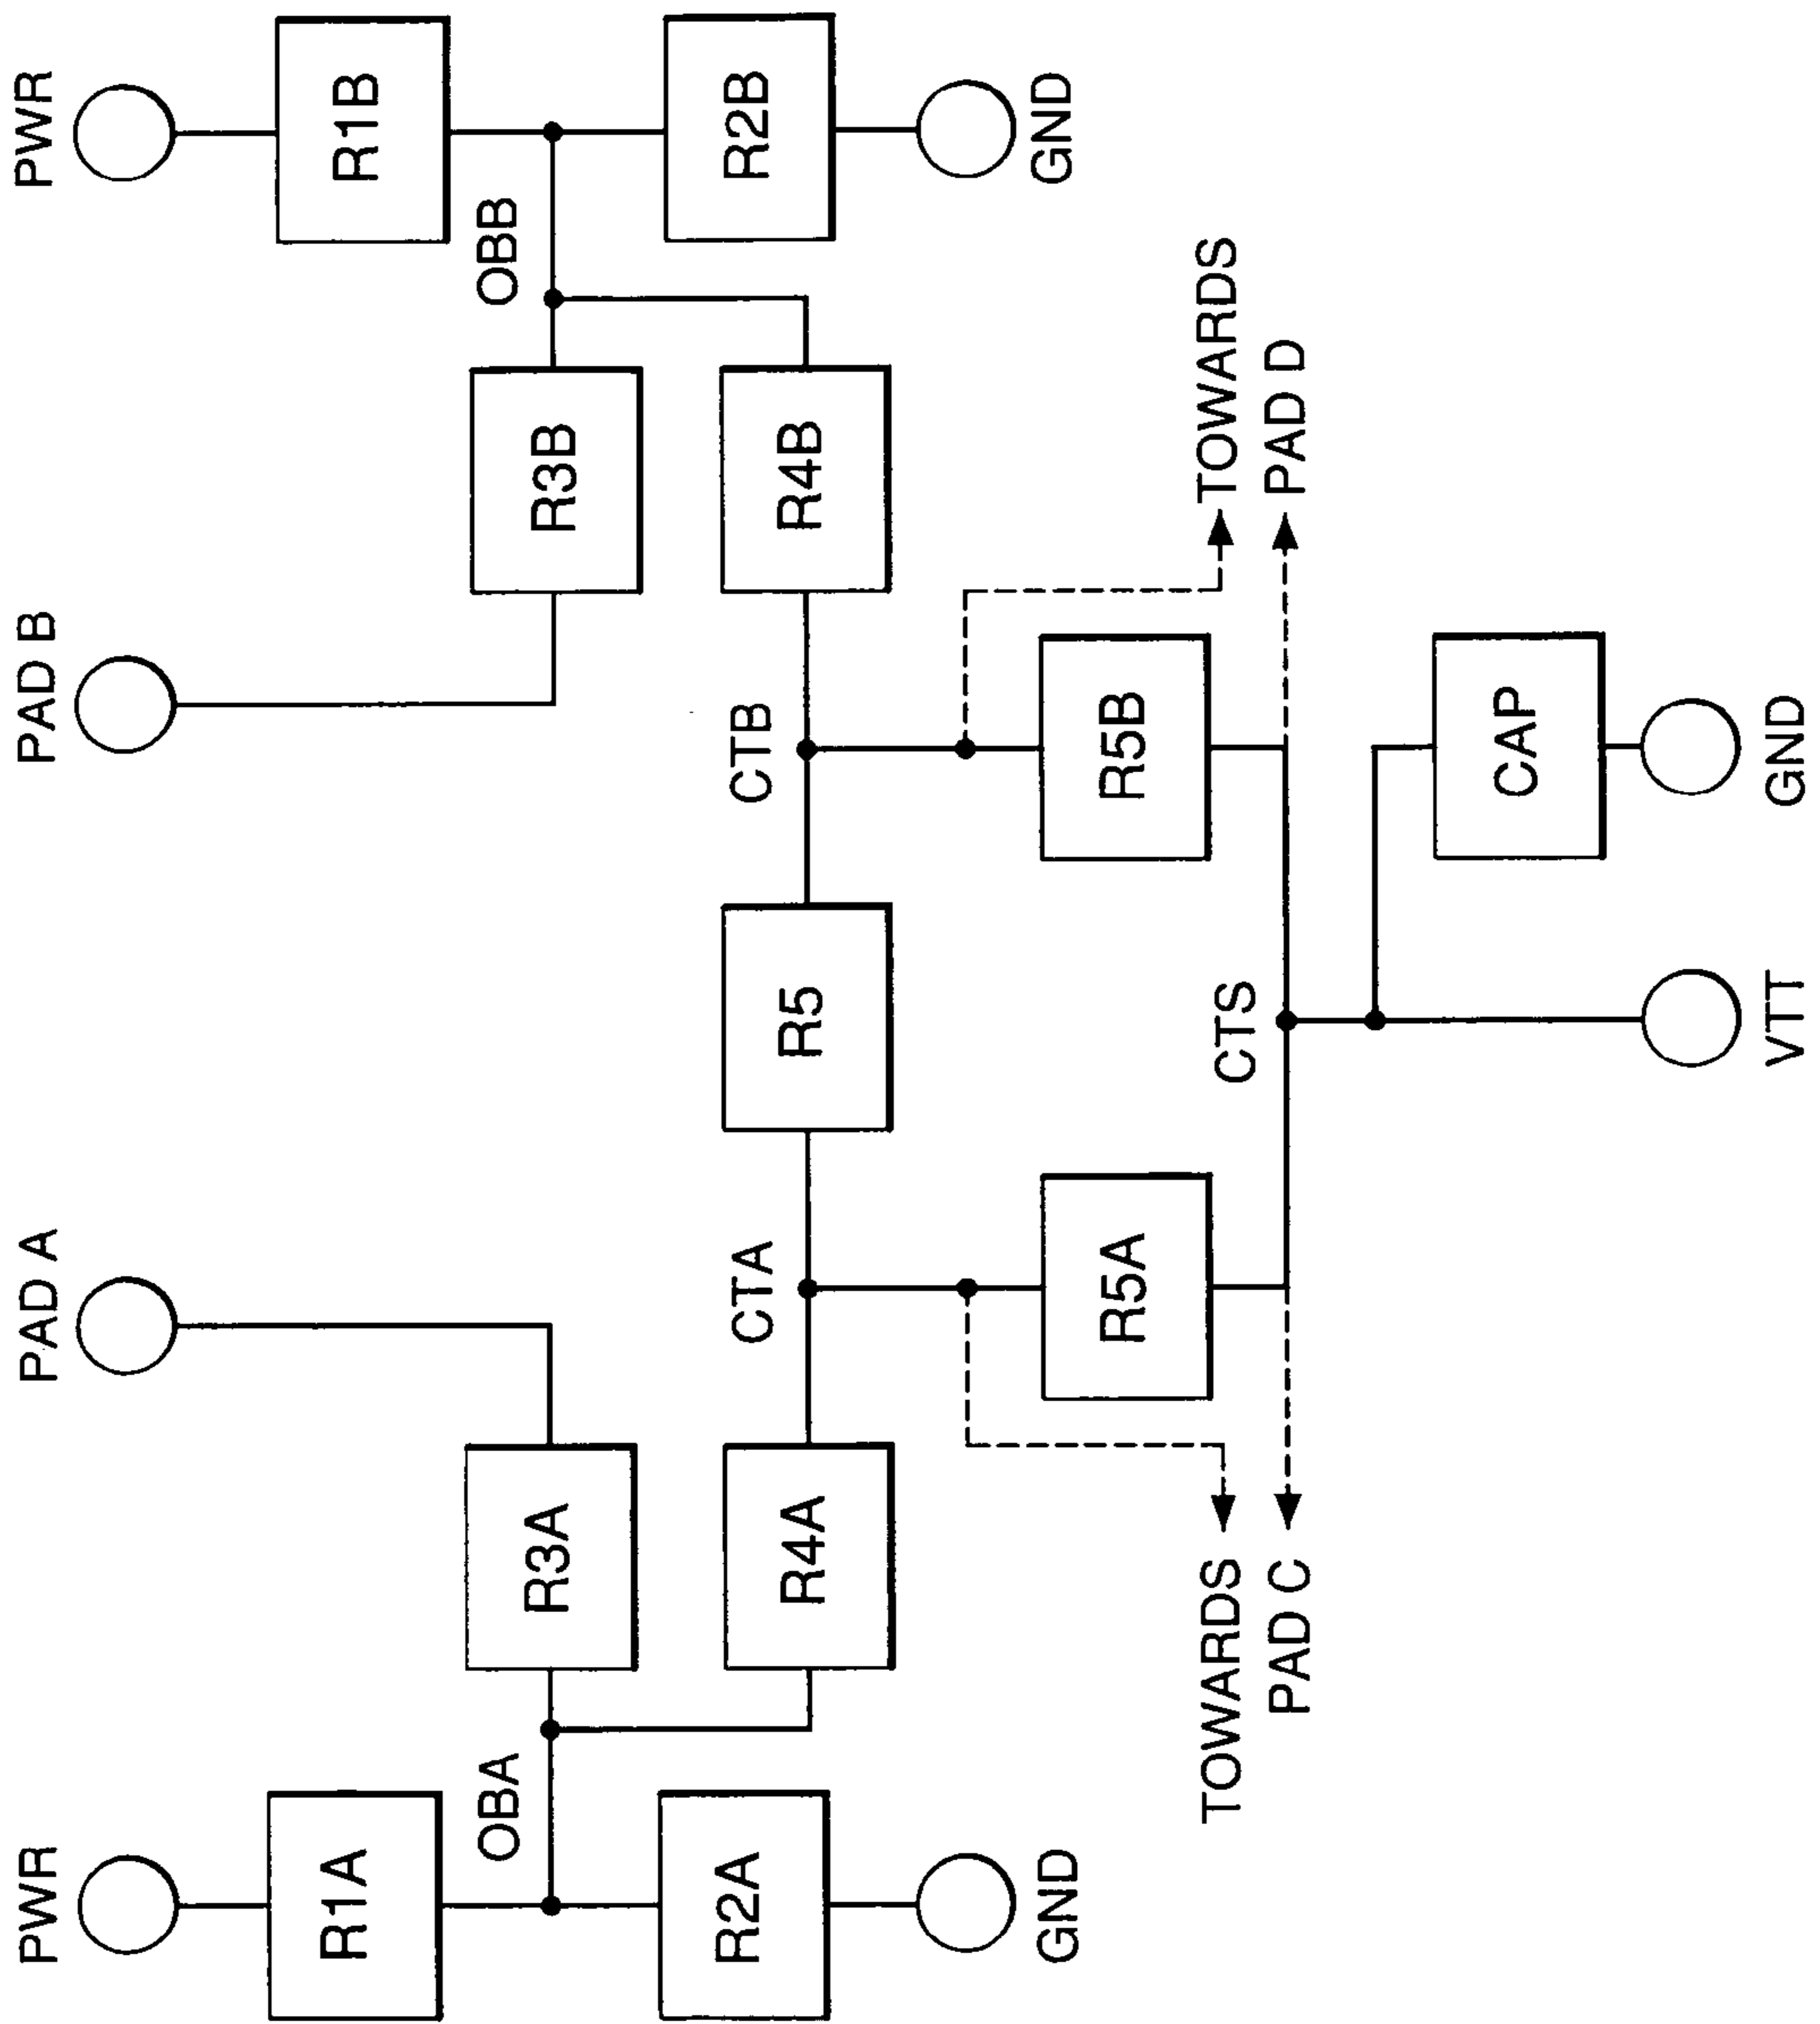 PWR
PAD A
PAD B
PWR
R1A
R1B
OBA
OBB
R3A
R3B
R2A
R4A
CTA
R5
CTB
R4B
R2B
GND
GND
R5A
R5B
TOWARDS
PAD C
CTS
TOWARDS
PAD D
CAP
VTT
GND